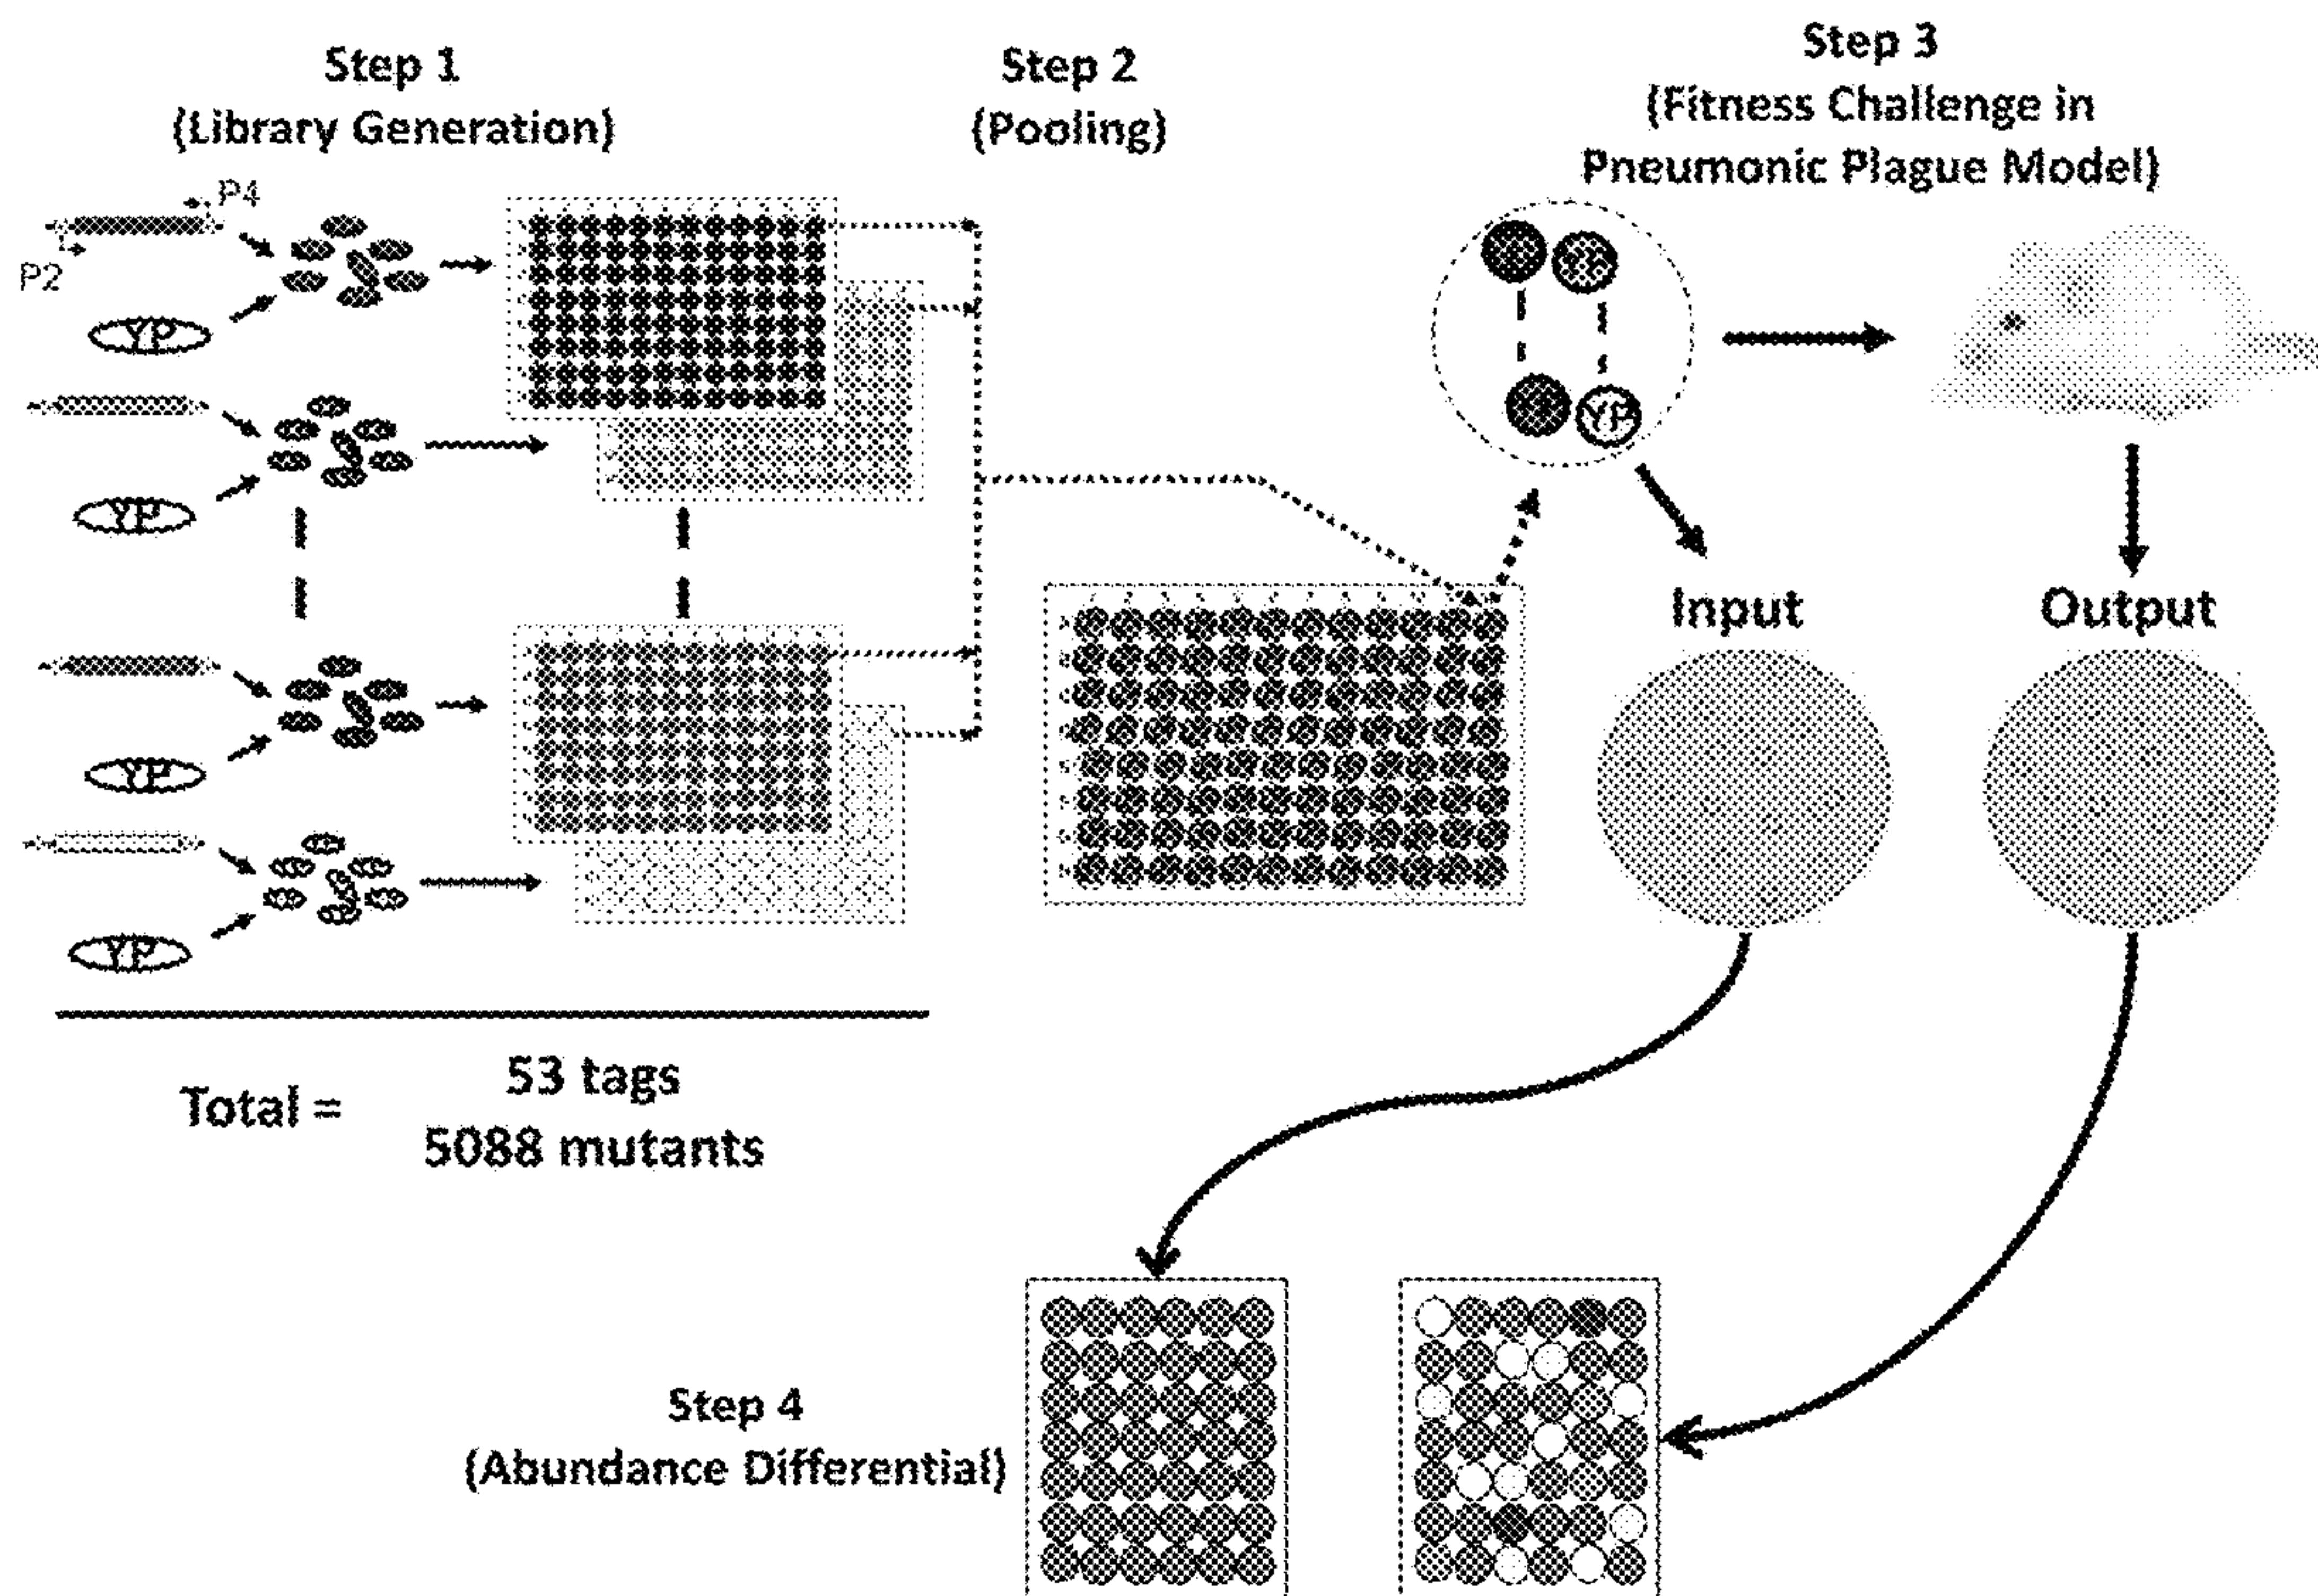 Step 1
(Library Generation)
Step 2
(Pooling)
Step 3
(Fitness Challenge in
Pneumonic Plague Model)
P4
P2
YP
YP
YP
YP
YP
YP
Input
Output
Total =
53 tags
5088 mutants
Step 4
(Abundance Differential)